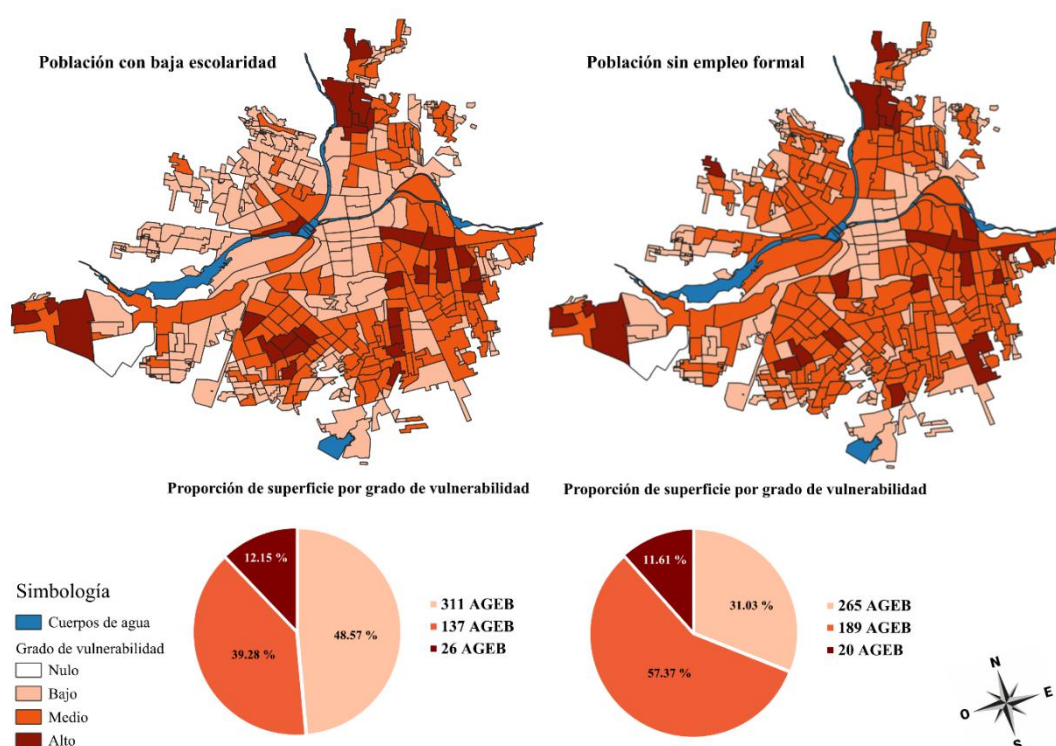 Población con baja escolaridad
Población sin empleo formal
Proporción de superficie por grado de vulnerabilidad
Proporción de superficie por grado de vulnerabilidad
12.15 %
48.57 %
39.28 %
311 AGEB
137 AGEB
26 AGEB
11.61 %
31.03 %
57.37 %
265 AGEB
189 AGEB
20 AGEB
Simbología
Cuerpos de agua
Grado de vulnerabilidad
Nulo
Bajo
Medio
Alto
N
E
O
S